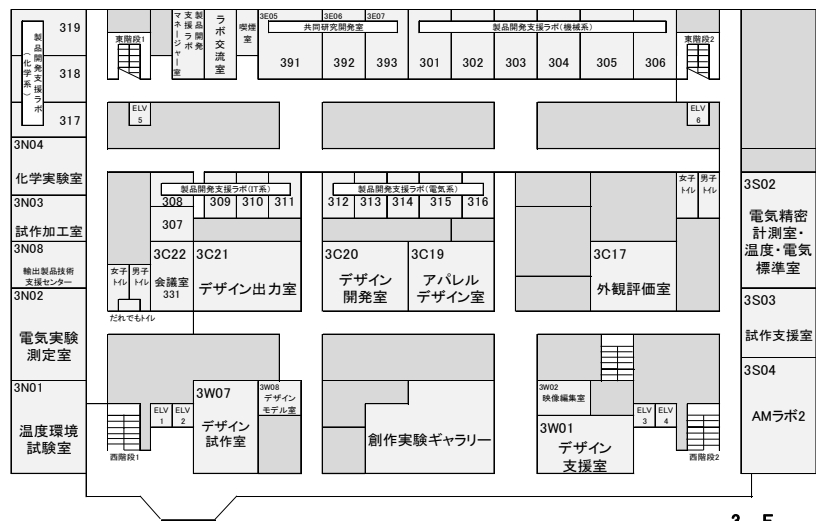 319
318
317
製品開発支援ラボ
(化学系)
3N04
化学実験室
3N03
試作加工室
3N08
輸出製品技術
支援センター
3N02
電気実験
測定室
3N01
温度環境
試験室
東階段1
製品開発
支援ラボ
マネージャー室
ラボ交流室
喫煙
室
3E05
3E06
3E07
共同研究開発室
391
392
393
製品開発支援ラボ(機械系)
301
302
303
304
305
306
東階段2
ELV
5
ELV
6
製品開発支援ラボ(IT系)
308
309
310
311
307
製品開発支援ラボ(電気系)
312
313
314
315
316
女子
トイレ
男子
トイレ
3C22
会議室
331
3C21
デザイン出力室
3C20
デザイン
開発室
3C19
アパレル
デザイン室
3C17
外観評価室
女子
トイレ
男子
トイレ
だれでもトイレ
3S02
電気精密
計測室・
温度・電気
標準室
3S03
試作支援室
3S04
AMラボ2
西階段1
ELV
1
ELV
2
3W07
デザイン
試作室
3W08
デザイン
モデル室
創作実験ギャラリー
3W02
映像編集室
3W01
デザイン
支援室
ELV
3
ELV
4
西階段2
3 F